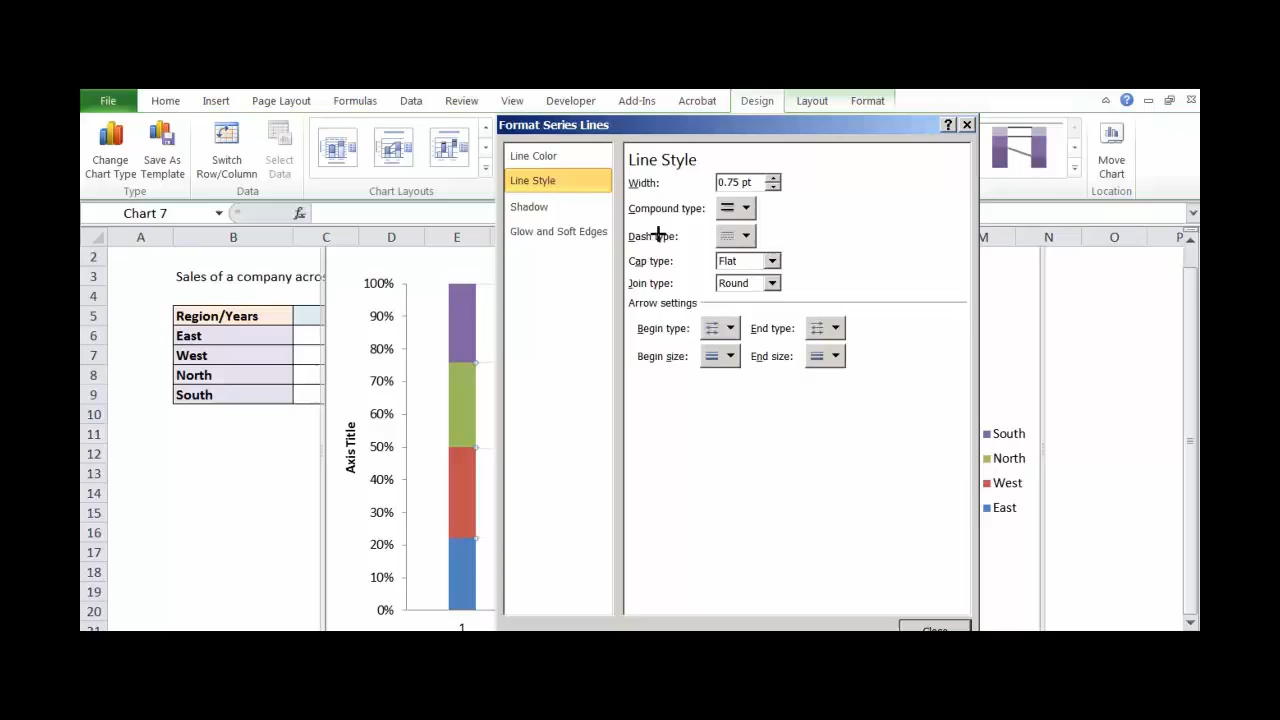 File Home Insert Page Layout Formulas Data Review View Developer Add-Ins Acrobat Design Layout Format
Format Series Lines
Change Chart Type
Save As Template
Type
Switch Row/Column
Select Data
Data
Chart Layouts
Move Chart
Location
Chart 7
fx
A B C D E M N O P
2
3 Sales of a company acros
4
5 Region/Years
6 East
7 West
8 North
9 South
10
11
12
13
14
15
16
17
18
19
20
100%
90%
80%
70%
60%
50%
40%
30%
20%
10%
0%
Axis Title
1
Line Color
Line Style
Shadow
Glow and Soft Edges
Line Style
Width: 0.75 pt
Compound type:
Dash type:
Cap type: Flat
Join type: Round
Arrow settings
Begin type: End type:
Begin size: End size:
Close
South
North
West
East